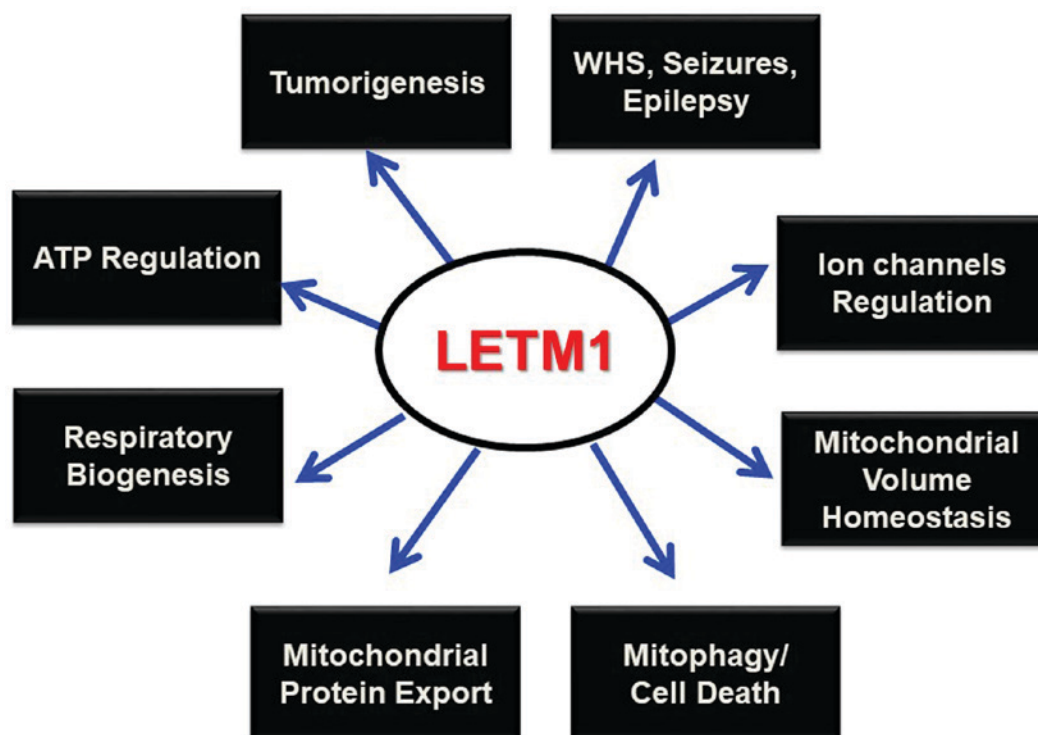 Tumorigenesis
WHS, Seizures,
Epilepsy
ATP Regulation
Ion channels
Regulation
LETM1
Respiratory
Biogenesis
Mitochondrial
Volume
Homeostasis
Mitochondrial
Protein Export
Mitophagy/
Cell Death